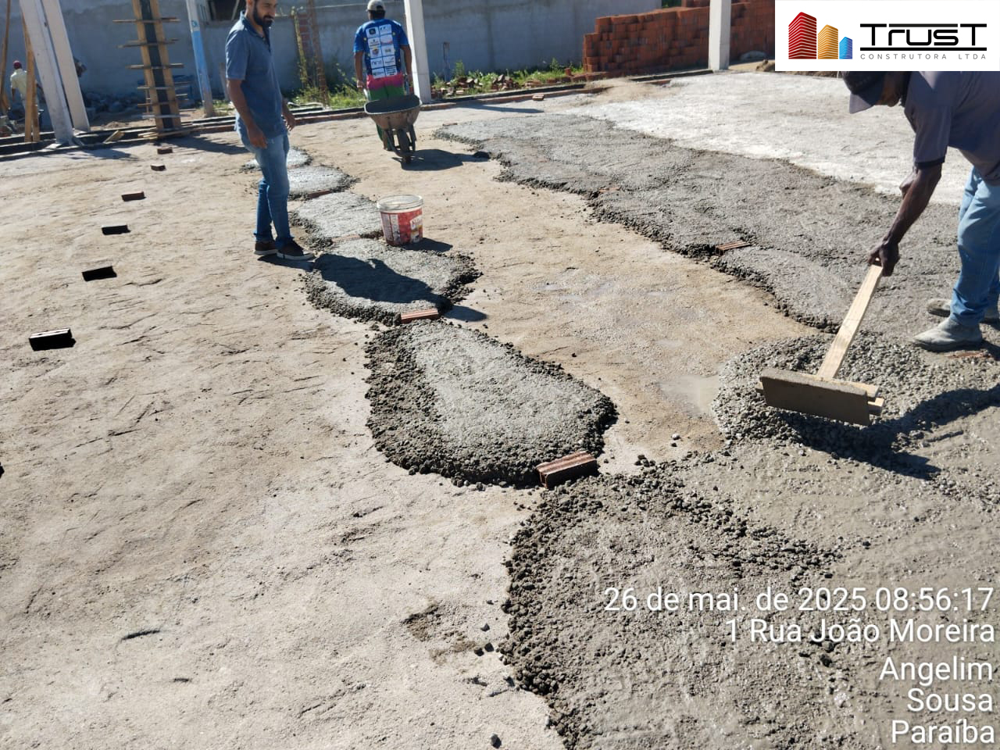 TRUST
CONSTRUTORA LTDA
26 de mai. de 2025 08:56:17
1 Rua João Moreira
Angelim
Sousa
Paraíba